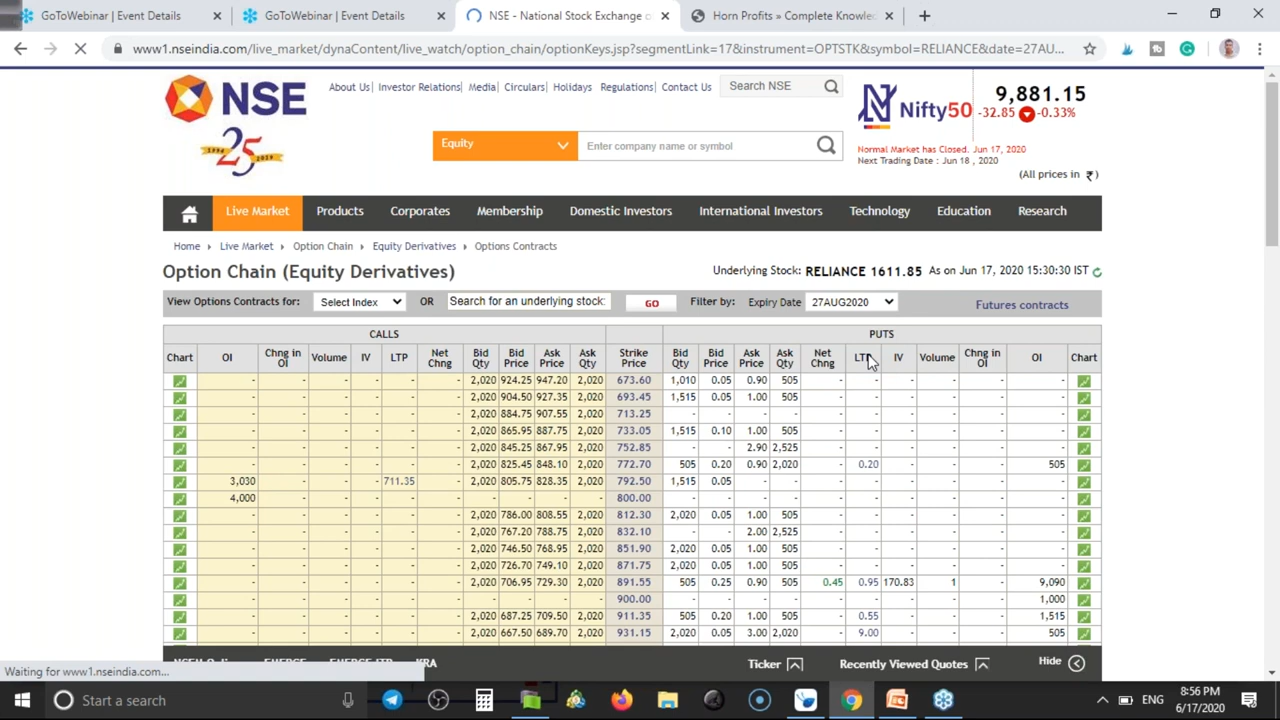 GoToWebinar | Event Details
GoToWebinar | Event Details
NSE - National Stock Exchange o
Horn Profits » Complete Knowle
www1.nseindia.com/live_market/dynaContent/live_watch/option_chain/optionKeys.jsp?segmentLink=17&instrument=OPTSTK&symbol=RELIANCE&date=27AU...
NSE
About Us | Investor Relations | Media | Circulars | Holidays | Regulations | Contact Us
Search NSE
Nifty50
9,881.15
-32.85 -0.33%
Equity
Enter company name or symbol
Normal Market has Closed. Jun 17, 2020
Next Trading Date : Jun 18 , 2020
(All prices in ₹)
25
Live Market Products Corporates Membership Domestic Investors International Investors Technology Education Research
Home › Live Market › Option Chain › Equity Derivatives › Options Contracts
Option Chain (Equity Derivatives)
Underlying Stock: RELIANCE 1611.85 As on Jun 17, 2020 15:30:30 IST
View Options Contracts for: Select Index OR Search for an underlying stock: GO Filter by: Expiry Date 27AUG2020 Futures contracts
CALLS PUTS
Chart OI Chng in OI Volume IV LTP Net Chng Bid Qty Bid Price Ask Price Ask Qty Strike Price Bid Qty Bid Price Ask Price Ask Qty Net Chng LTP IV Volume Chng in OI OI Chart
- - - - - - 2,020 924.25 947.20 2,020 673.60 1,010 0.05 0.90 505 - - - - - -
- - - - - - 2,020 904.50 927.35 2,020 693.45 1,515 0.05 1.00 505 - - - - - -
- - - - - - 2,020 884.75 907.55 2,020 713.25 - - - - - - - - - -
- - - - - - 2,020 865.95 887.75 2,020 733.05 1,515 0.10 1.00 505 - - - - - -
- - - - - - 2,020 845.25 867.95 2,020 752.85 - - 2.90 2,525 - - - - - -
- - - - - - 2,020 825.45 848.10 2,020 772.70 505 0.20 0.90 2,020 - 0.20 - - - 505
3,030 - - - 711.35 - 2,020 805.75 828.35 2,020 792.50 1,515 0.05 - - - - - - - -
4,000 - - - - - - - - - 800.00 - - - - - - - - - -
- - - - - - 2,020 786.00 808.55 2,020 812.30 2,020 0.05 1.00 505 - - - - - -
- - - - - - 2,020 767.20 788.75 2,020 832.10 - - 2.00 2,525 - - - - - -
- - - - - - 2,020 746.50 768.95 2,020 851.90 2,020 0.05 1.00 505 - - - - - -
- - - - - - 2,020 726.70 749.10 2,020 871.75 2,020 0.05 1.00 505 - - - - - -
- - - - - - 2,020 706.95 729.30 2,020 891.55 505 0.25 0.90 505 0.45 0.95 170.83 1 - 9,090
- - - - - - - - - - 900.00 - - - - - - - - - 1,000
- - - - - - 2,020 687.25 709.50 2,020 911.35 505 0.20 1.00 505 - 0.55 - - - 1,515
- - - - - - 2,020 667.50 689.70 2,020 931.15 2,020 0.05 3.00 2,020 - 9.00 - - - 505
Ticker Recently Viewed Quotes Hide
Waiting for www1.nseindia.com...
Start a search
ENG
8:56 PM
6/17/2020